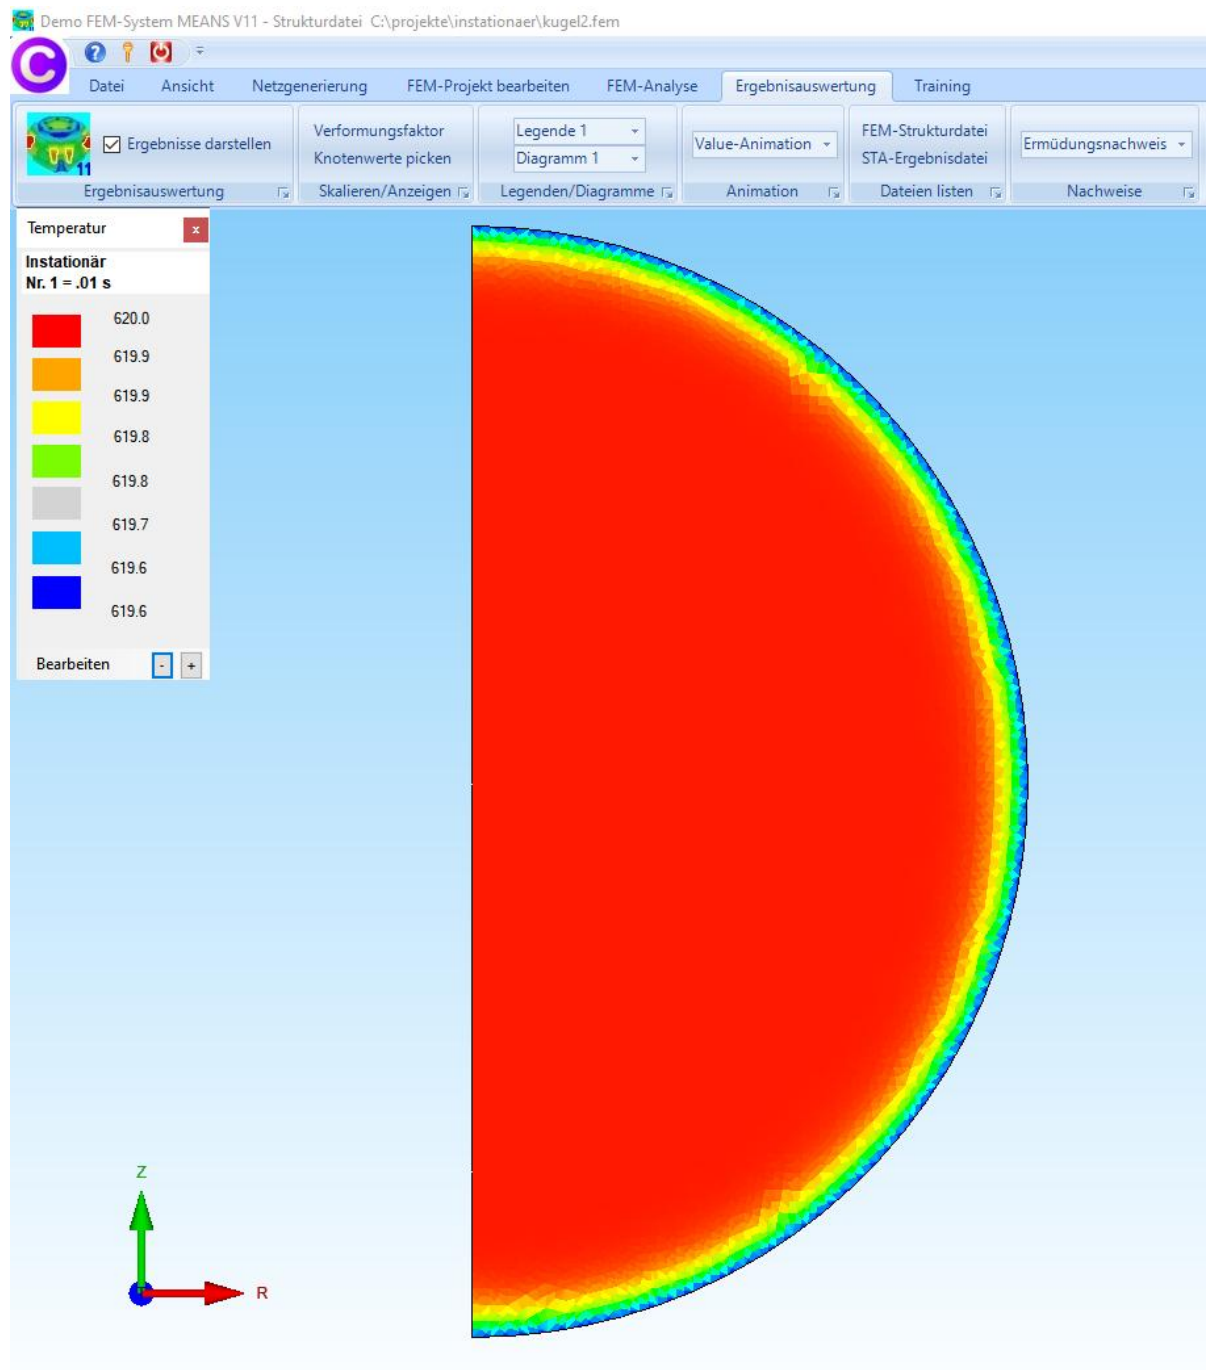 Demo FEM-System MEANS V11 - Strukturdatei C:\projekte\instationaer\kugel2.fem
C ?
Datei Ansicht Netzgenerierung FEM-Projekt bearbeiten FEM-Analyse Ergebnisauswertung Training
11
Ergebnisse darstellen
Ergebnisauswertung
Verformungsfaktor
Knotenwerte picken
Skalieren/Anzeigen
Legende 1
Diagramm 1
Legenden/Diagramme
Value-Animation
Animation
FEM-Strukturdatei
STA-Ergebnisdatei
Dateien listen
Ermüdungsnachweis
Nachweise
Temperatur x
Instationär
Nr. 1 = .01 s
620.0
619.9
619.9
619.8
619.8
619.7
619.6
619.6
Bearbeiten - +
Z
R